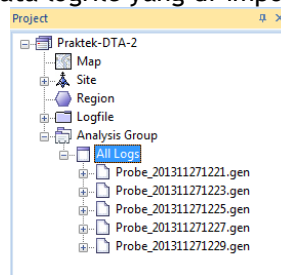 Project
Praktek-DTA-2
Map
Site
Region
Logfile
Analysis Group
All Logs
Probe_201311271221.gen
Probe_201311271223.gen
Probe_201311271225.gen
Probe_201311271227.gen
Probe_201311271229.gen